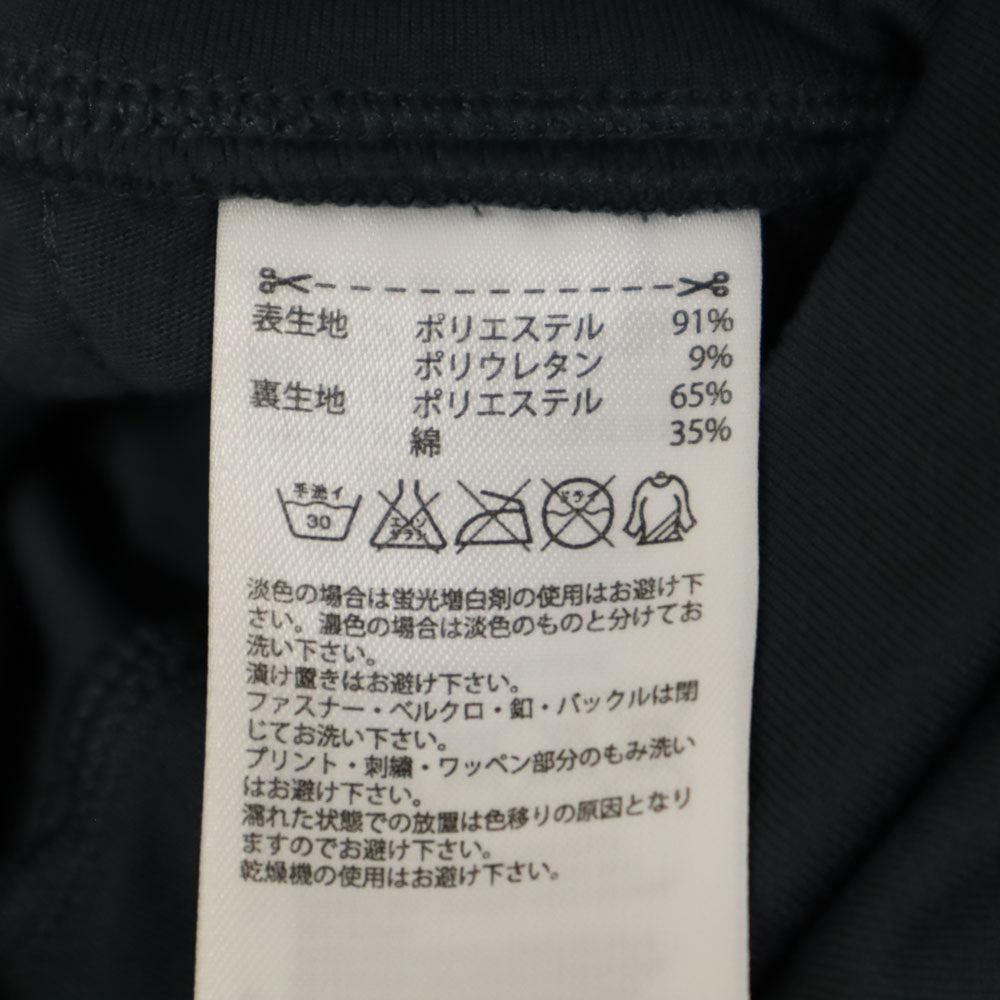 表生地 ポリエステル 91%
ポリウレタン 9%
裏生地 ポリエステル 65%
綿 35%
手洗イ 30 エンソサラシ ドライ
淡色の場合は蛍光増白剤の使用はお避け下
さい。濃色の場合は淡色のものと分けてお
洗い下さい。
漬け置きはお避け下さい。
ファスナー・ベルクロ・釦・バックルは閉
じてお洗い下さい。
プリント・刺繍・ワッペン部分のもみ洗い
はお避け下さい。
濡れた状態での放置は色移りの原因となり
ますのでお避け下さい。
乾燥機の使用はお避け下さい。